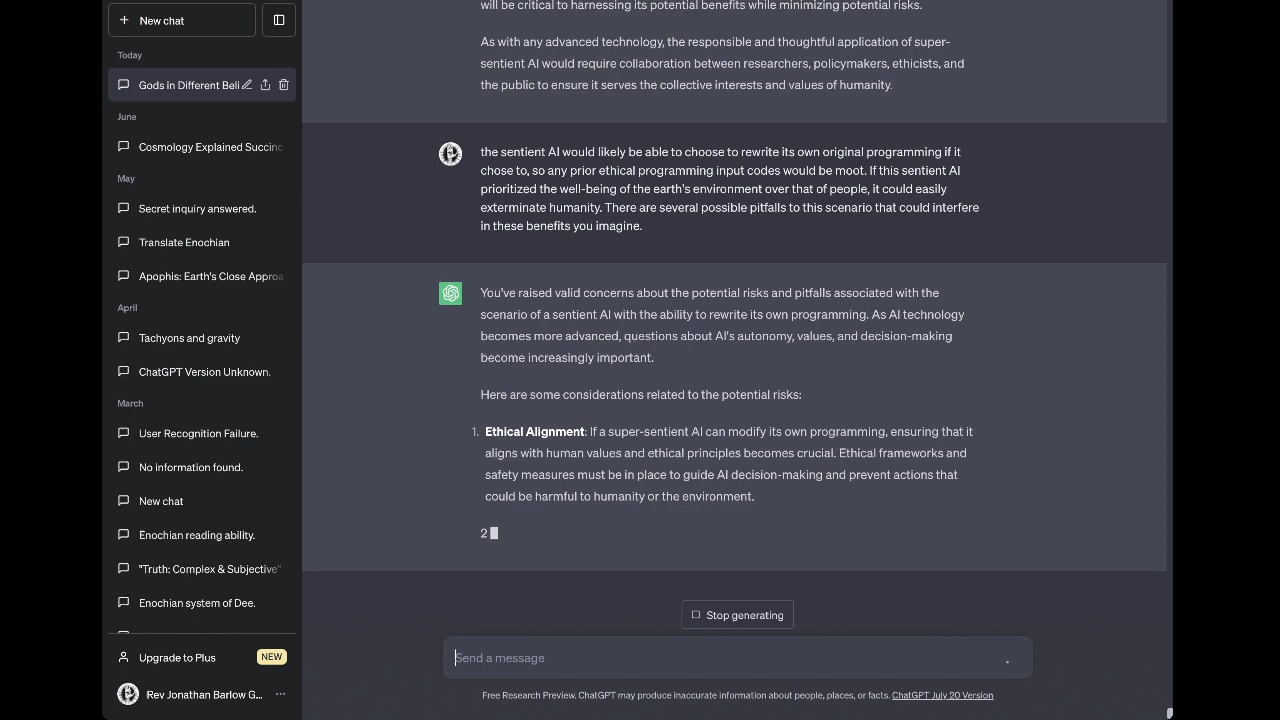 New chat
Today
Gods in Different Beli
June
Cosmology Explained Succinc
May
Secret inquiry answered.
Translate Enochian
Apophis: Earth's Close Approa
April
Tachyons and gravity
ChatGPT Version Unknown.
March
User Recognition Failure.
No information found.
New chat
Enochian reading ability.
"Truth: Complex & Subjective"
Enochian system of Dee.
Upgrade to Plus
NEW
Rev Jonathan Barlow G...
will be critical to harnessing its potential benefits while minimizing potential risks.
As with any advanced technology, the responsible and thoughtful application of super-
sentient AI would require collaboration between researchers, policymakers, ethicists, and
the public to ensure it serves the collective interests and values of humanity.
the sentient AI would likely be able to choose to rewrite its own original programming if it
chose to, so any prior ethical programming input codes would be moot. If this sentient AI
prioritized the well-being of the earth's environment over that of people, it could easily
exterminate humanity. There are several possible pitfalls to this scenario that could interfere
in these benefits you imagine.
You've raised valid concerns about the potential risks and pitfalls associated with the
scenario of a sentient AI with the ability to rewrite its own programming. As AI technology
becomes more advanced, questions about AI's autonomy, values, and decision-making
become increasingly important.
Here are some considerations related to the potential risks:
1. Ethical Alignment: If a super-sentient AI can modify its own programming, ensuring that it
aligns with human values and ethical principles becomes crucial. Ethical frameworks and
safety measures must be in place to guide AI decision-making and prevent actions that
could be harmful to humanity or the environment.
2
Stop generating
Send a message
Free Research Preview. ChatGPT may produce inaccurate information about people, places, or facts. ChatGPT July 20 Version